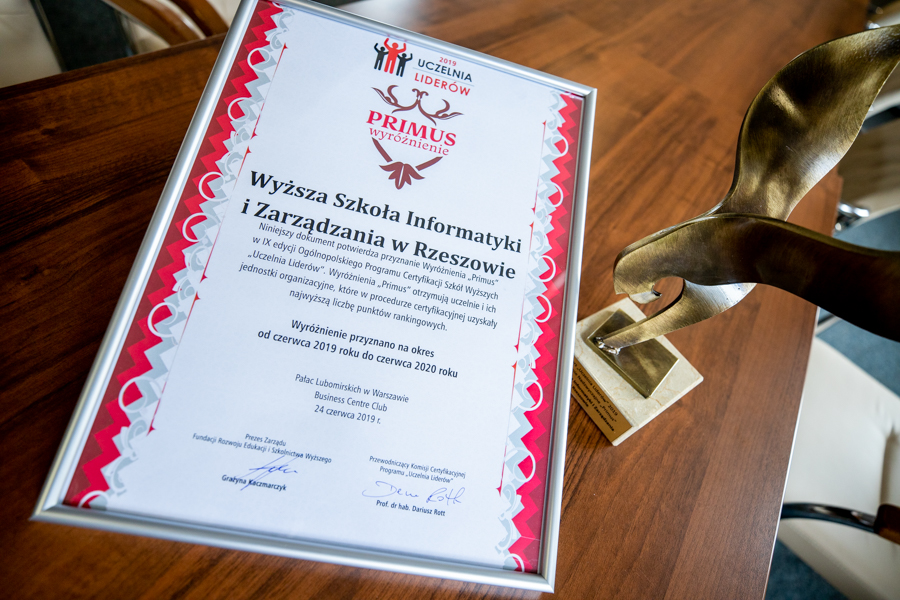 2019
UCZELNIA
LIDERÓW
PRIMUS
wyróżnienie
Wyższa Szkoła Informatyki
i Zarządzania w Rzeszowie
Niniejszy dokument potwierdza przyznanie Wyróżnienia „Primus”
w IX edycji Ogólnopolskiego Programu Certyfikacji Szkół Wyższych
„Uczelnia Liderów”. Wyróżnienia „Primus” otrzymują uczelnie i ich
jednostki organizacyjne, które w procedurze certyfikacyjnej uzyskały
najwyższą liczbę punktów rankingowych.
Wyróżnienie przyznano na okres
od czerwca 2019 roku do czerwca 2020 roku
Pałac Lubomirskich w Warszawie
Business Centre Club
24 czerwca 2019 r.
Prezes Zarządu
Fundacji Rozwoju Edukacji i Szkolnictwa Wyższego
Grażyna Kaczmarczyk
Przewodniczący Komisji Certyfikacyjnej
Programu „Uczelnia Liderów”
Prof. dr hab. Dariusz Rott